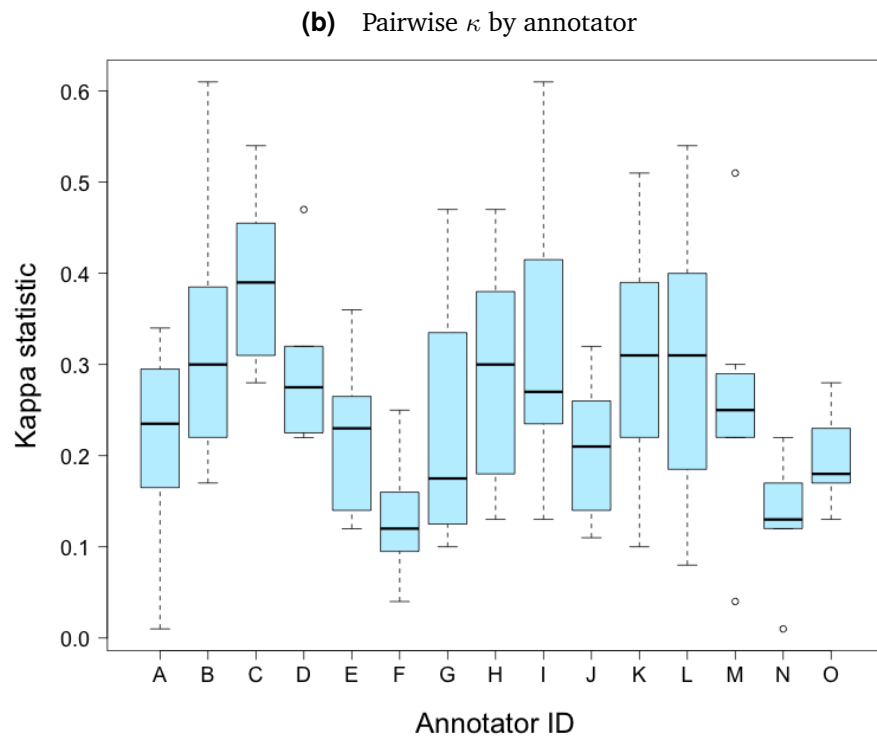 (b) Pairwise κ by annotator
Kappa statistic
0.6
0.5
0.4
0.3
0.2
0.1
0.0
A B C D E F G H I J K L M N O
Annotator ID